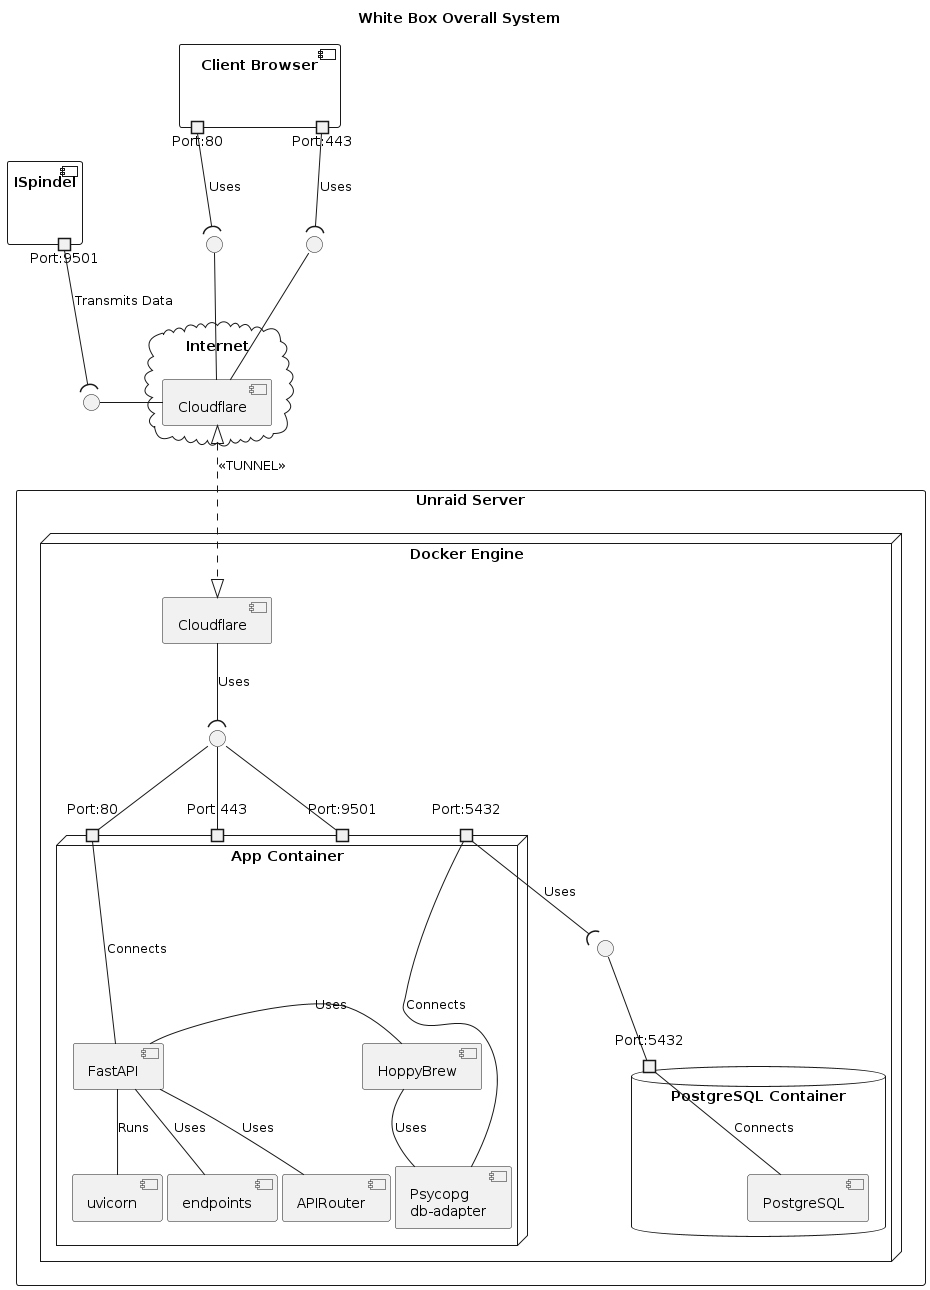 White Box Overall System
Client Browser
Port:80
Port:443
ISpindel
Uses
Uses
Port:9501
Transmits Data
Internet
Cloudflare
«TUNNEL»
Unraid Server
Docker Engine
Cloudflare
Uses
Port:80
Port 443
Port:9501
Port:5432
App Container
Uses
Connects
Uses
Connects
Port:5432
FastAPI
HoppyBrew
PostgreSQL Container
Runs
Uses
Uses
Uses
Connects
uvicorn
endpoints
APIRouter
Psycopg
db-adapter
PostgreSQL